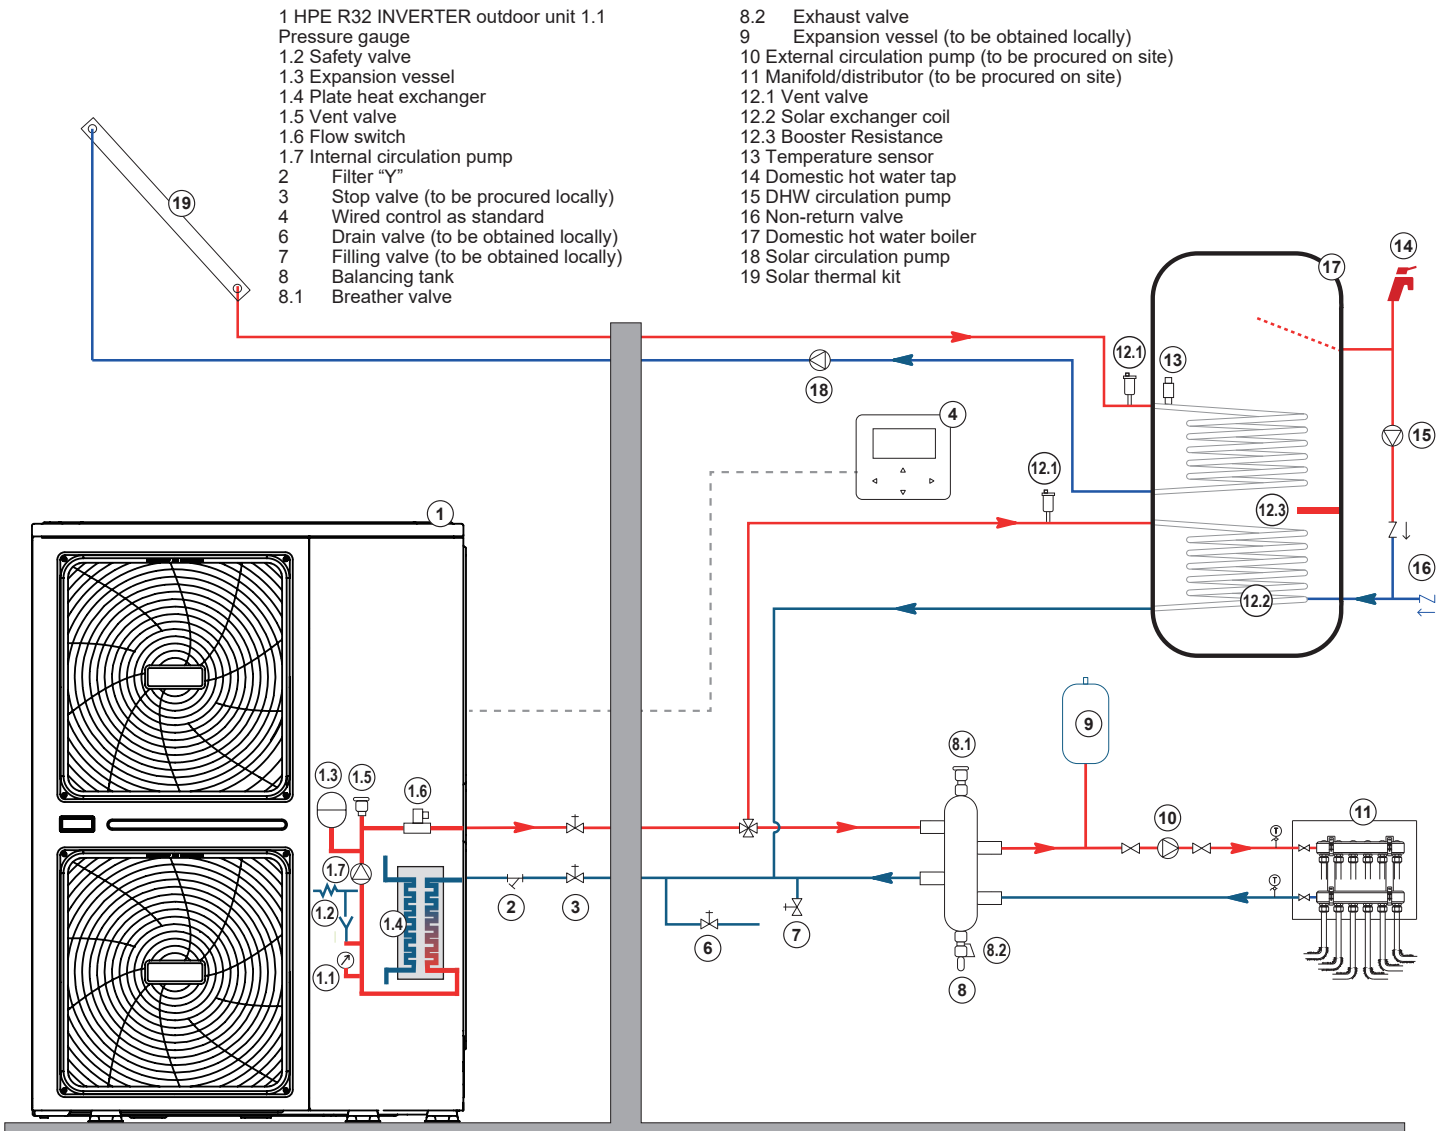 1 HPE R32 INVERTER outdoor unit 1.1
Pressure gauge
1.2 Safety valve
1.3 Expansion vessel
1.4 Plate heat exchanger
1.5 Vent valve
1.6 Flow switch
1.7 Internal circulation pump
2 Filter “Y”
3 Stop valve (to be procured locally)
4 Wired control as standard
6 Drain valve (to be obtained locally)
7 Filling valve (to be obtained locally)
8 Balancing tank
8.1 Breather valve
8.2 Exhaust valve
9 Expansion vessel (to be obtained locally)
10 External circulation pump (to be procured on site)
11 Manifold/distributor (to be procured on site)
12.1 Vent valve
12.2 Solar exchanger coil
12.3 Booster Resistance
13 Temperature sensor
14 Domestic hot water tap
15 DHW circulation pump
16 Non-return valve
17 Domestic hot water boiler
18 Solar circulation pump
19 Solar thermal kit
19
14
17
12.1
13
18
4
15
12.1
12.3
1
16
12.2
9
8.1
1.3
1.5
1.6
10
T
11
1.7
T
1.2
1.4
2
3
6
7
8.2
1.1
8